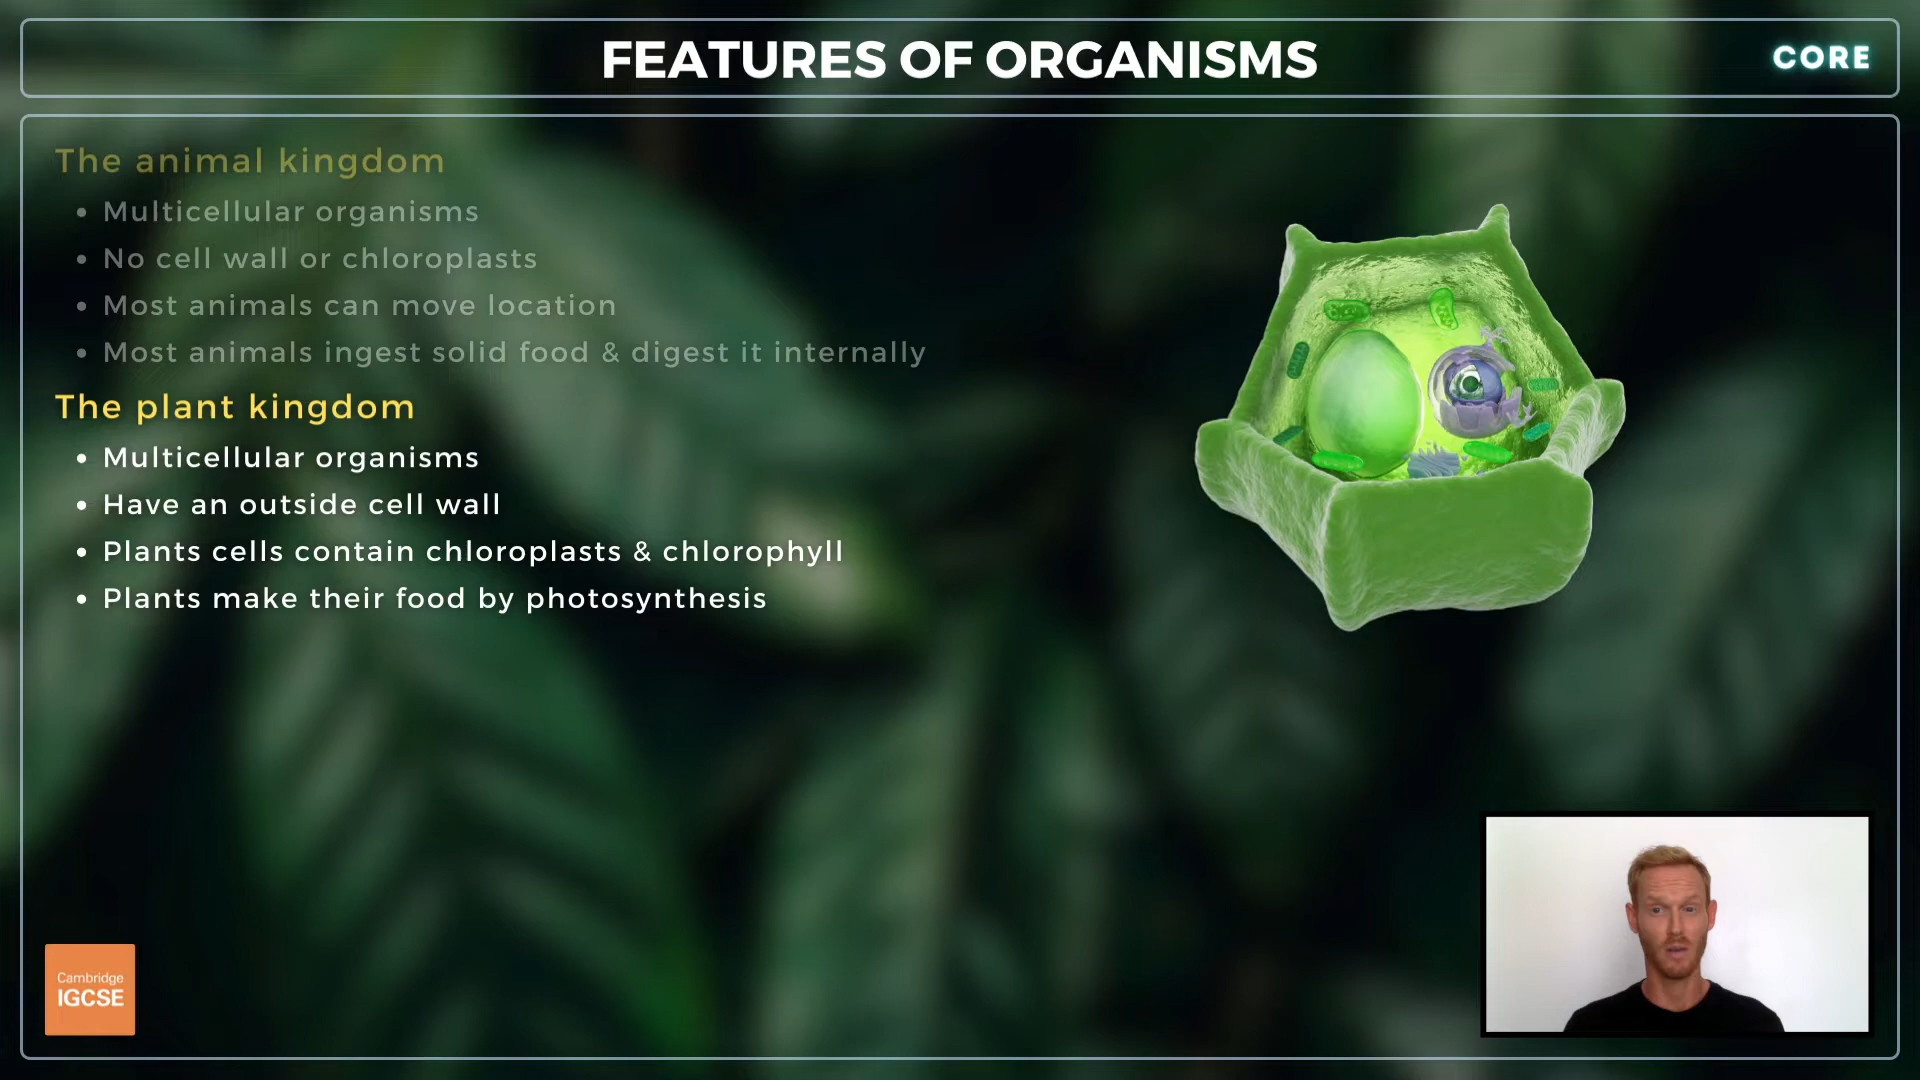 FEATURES OF ORGANISMS
CORE
The animal kingdom
• Multicellular organisms
• No cell wall or chloroplasts
• Most animals can move location
• Most animals ingest solid food & digest it internally
The plant kingdom
• Multicellular organisms
• Have an outside cell wall
• Plants cells contain chloroplasts & chlorophyll
• Plants make their food by photosynthesis
Cambridge
IGCSE